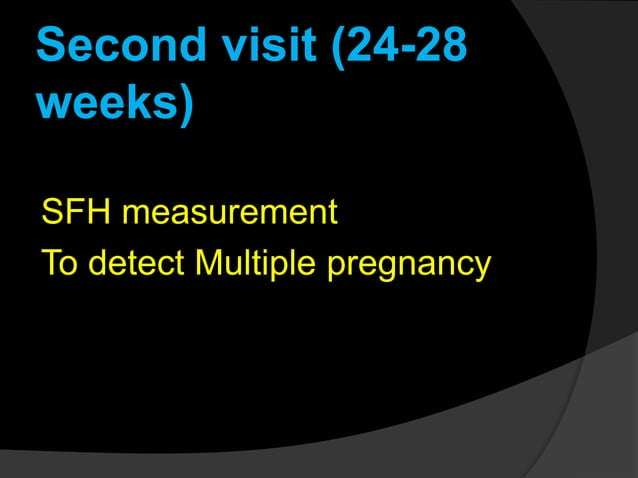 Second visit (24-28
weeks)
SFH measurement
To detect Multiple pregnancy